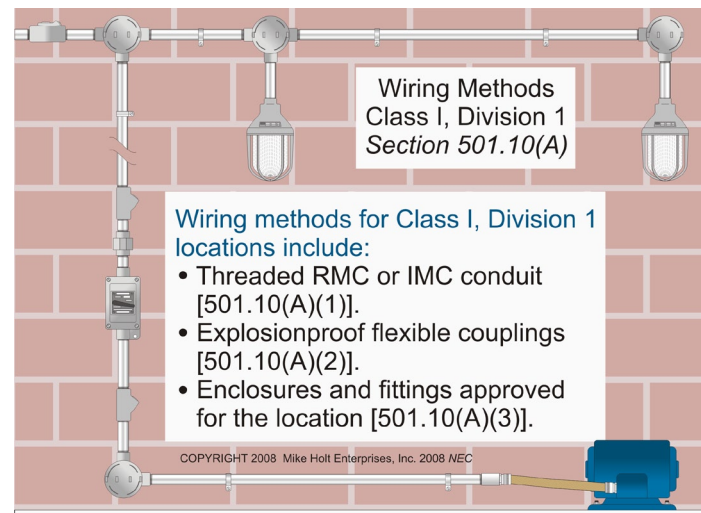 Wiring Methods
Class I, Division 1
Section 501.10(A)
Wiring methods for Class I, Division 1
locations include:
• Threaded RMC or IMC conduit
[501.10(A)(1)].
• Explosionproof flexible couplings
[501.10(A)(2)].
• Enclosures and fittings approved
for the location [501.10(A)(3)].
COPYRIGHT 2008 Mike Holt Enterprises, Inc. 2008 NEC